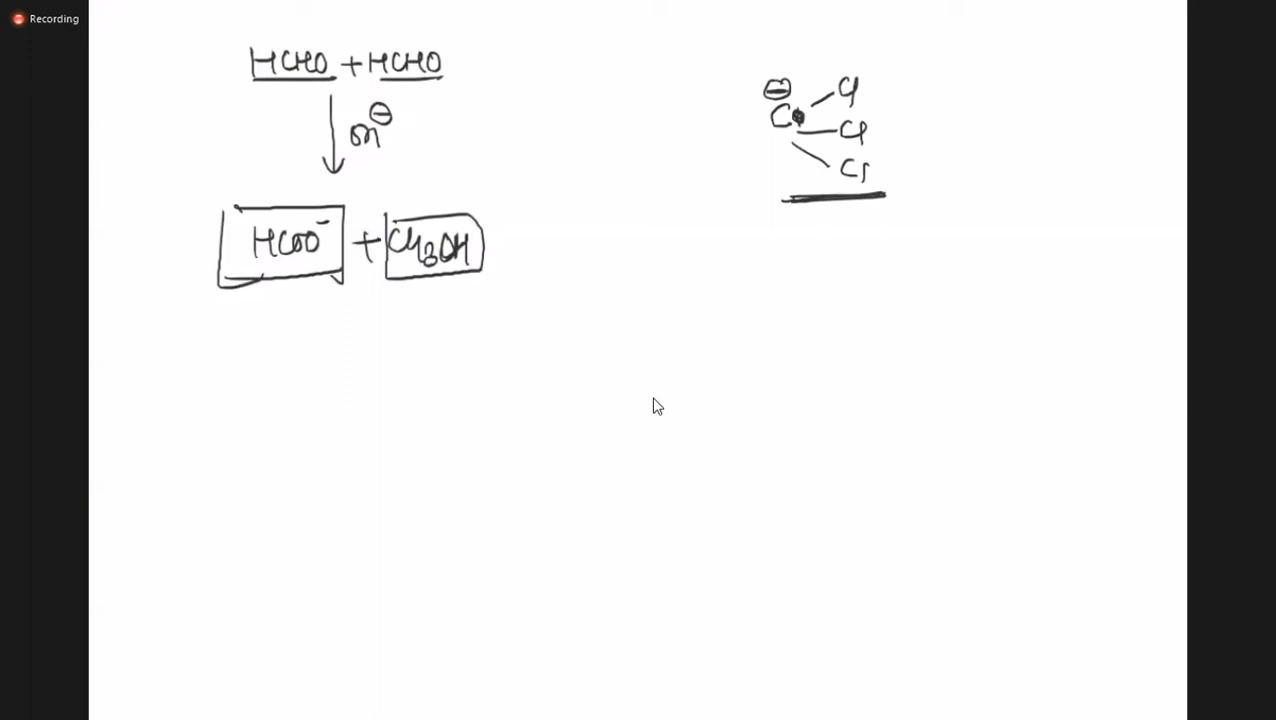 Recording
HCHO + HCHO
OH⊖
HCOO⁻ + CH₃OH
⊖
C
Cl
Cl
Cl